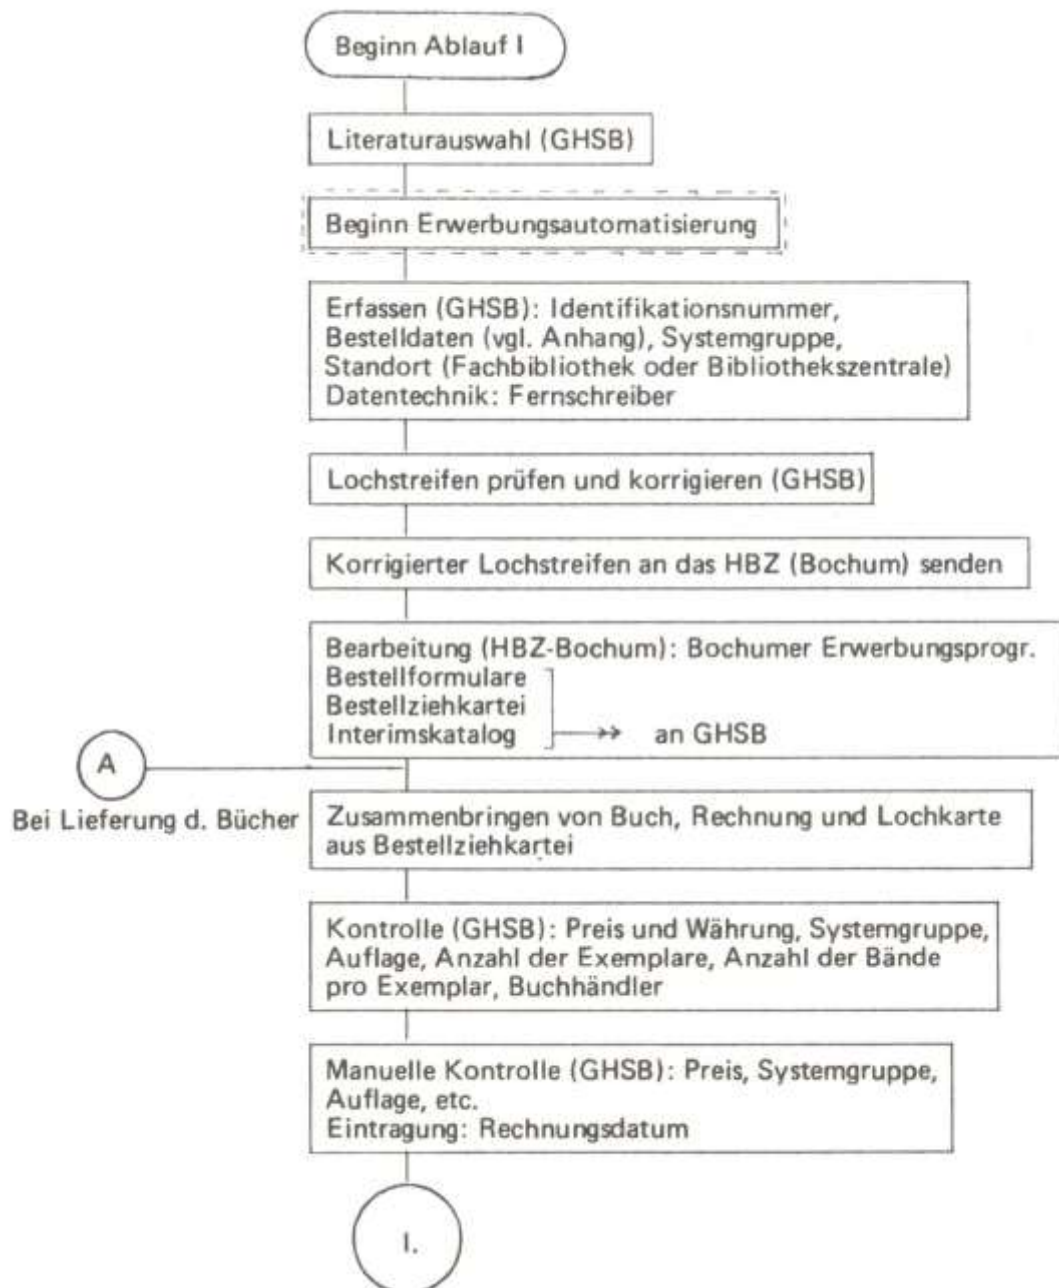 Beginn Ablauf I
Literaturauswahl (GHSB)
Beginn Erwerbungsautomatisierung
Erfassen (GHSB): Identifikationsnummer,
Bestelldaten (vgl. Anhang), Systemgruppe,
Standort (Fachbibliothek oder Bibliothekszentrale)
Datentechnik: Fernschreiber
Lochstreifen prüfen und korrigieren (GHSB)
Korrigierter Lochstreifen an das HBZ (Bochum) senden
Bearbeitung (HBZ-Bochum): Bochumer Erwerbungsprogr.
Bestellformulare
Bestellziehkartei
Interimskatalog an GHSB
A
Bei Lieferung d. Bücher
Zusammenbringen von Buch, Rechnung und Lochkarte
aus Bestellziehkartei
Kontrolle (GHSB): Preis und Währung, Systemgruppe,
Auflage, Anzahl der Exemplare, Anzahl der Bände
pro Exemplar, Buchhändler
Manuelle Kontrolle (GHSB): Preis, Systemgruppe,
Auflage, etc.
Eintragung: Rechnungsdatum
I.